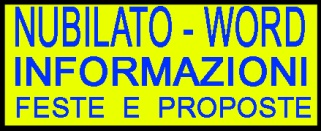 NUBILATO - WORD
INFORMAZIONI
FESTE E PROPOSTE